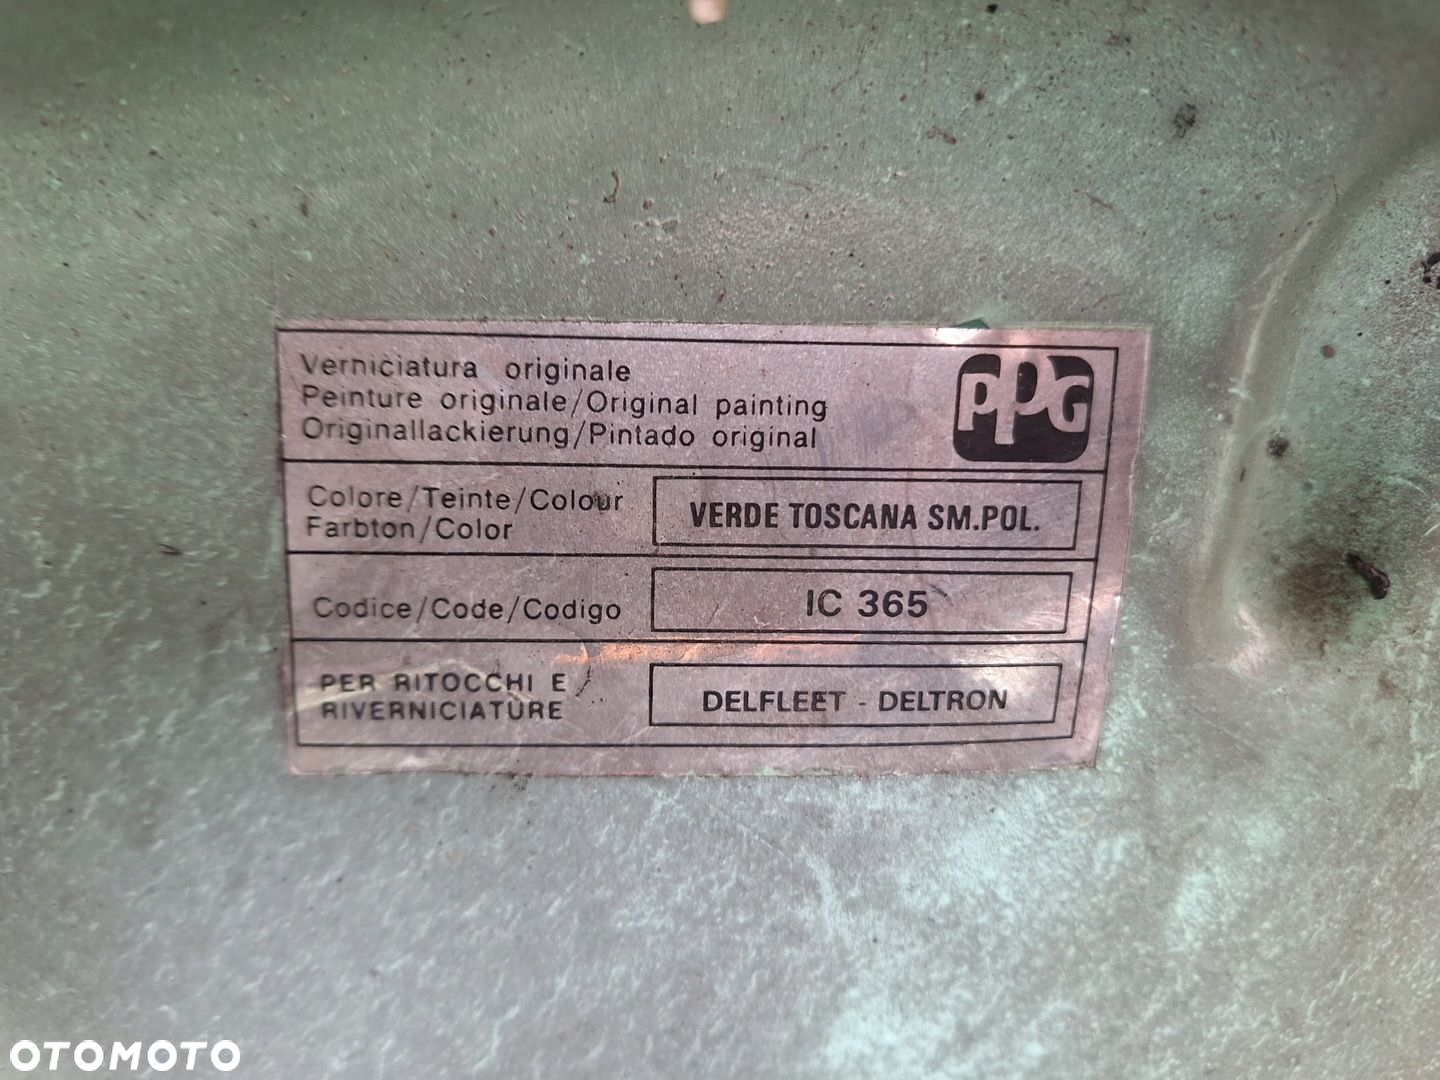 Verniciatura originale
Peinture originale/Original painting
Originallackierung/Pintado original
PPG
Colore/Teinte/Colour
Farbton/Color
VERDE TOSCANA SM.POL.
Codice/Code/Codigo
IC 365
PER RITOCCHI E
RIVERNICIATURE
DELFLEET - DELTRON
OTOMOTO